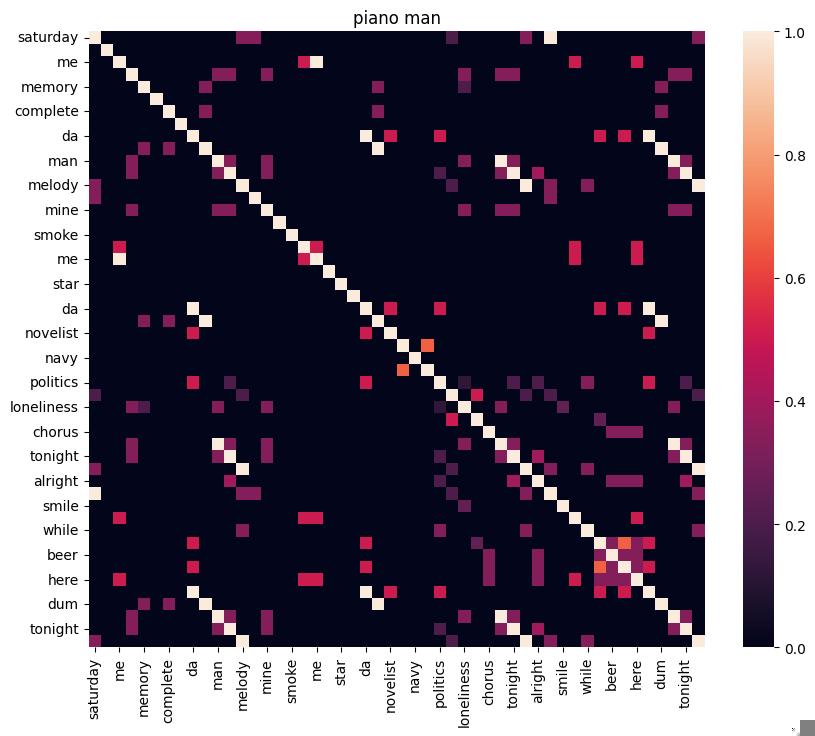 piano man
saturday
me
memory
complete
da
man
melody
mine
smoke
me
star
da
novelist
navy
politics
loneliness
chorus
tonight
alright
smile
while
beer
here
dum
tonight
1.0
0.8
0.6
0.4
0.2
0.0
saturday
me
memory
complete
da
man
melody
mine
smoke
me
star
da
novelist
navy
politics
loneliness
chorus
tonight
alright
smile
while
beer
here
dum
tonight